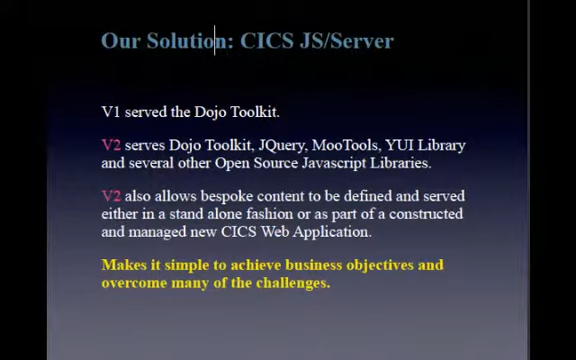 Our Solution: CICS JS/Server
V1 served the Dojo Toolkit.
V2 serves Dojo Toolkit, JQuery, MooTools, YUI Library
and several other Open Source Javascript Libraries.
V2 also allows bespoke content to be defined and served
either in a stand alone fashion or as part of a constructed
and managed new CICS Web Application.
Makes it simple to achieve business objectives and
overcome many of the challenges.